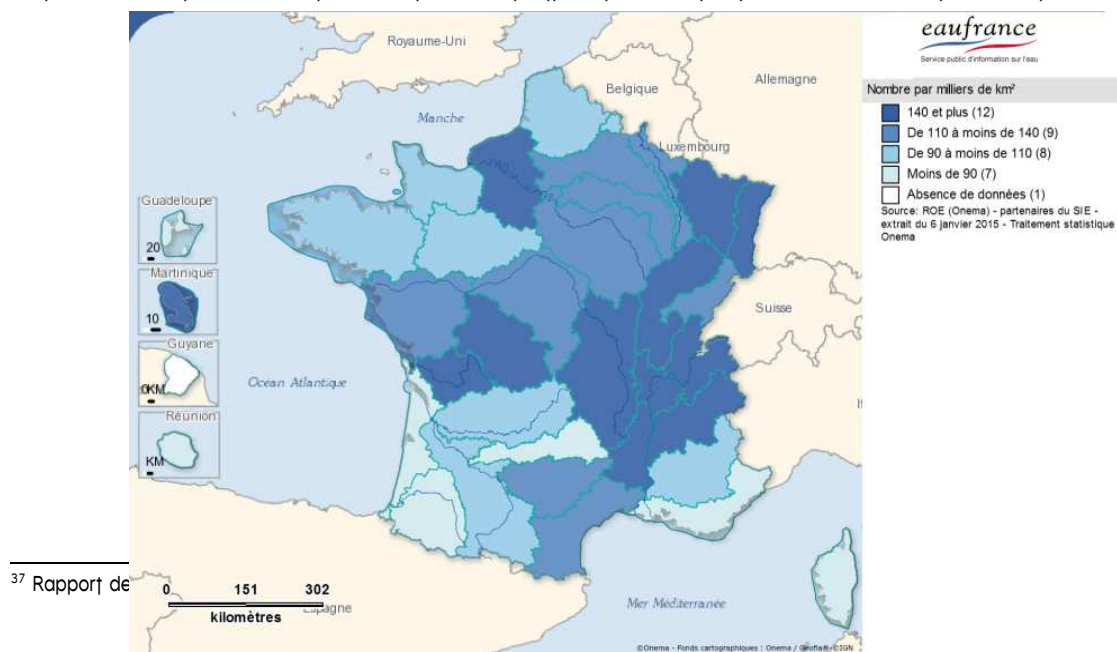 eaufrance
Service public d'information sur l'eau
Nombre par milliers de km²
140 et plus (12)
De 110 à moins de 140 (9)
De 90 à moins de 110 (8)
Moins de 90 (7)
Absence de données (1)
Source: ROE (Onema) - partenaires du SIE -
extrait du 6 janvier 2015 - Traitement statistique
Onema
Royaume-Uni
Belgique
Allemagne
Manche
Luxembourg
Guadeloupe
20
Martinique
10
Suisse
Guyane
KM
Océan Atlantique
Réunion
KM
37 Rapport de
0 151 302
kilomètres
Espagne
Mer Méditerranée
©Onema - Fonds cartographiques : Onema / Geofla®-©IGN